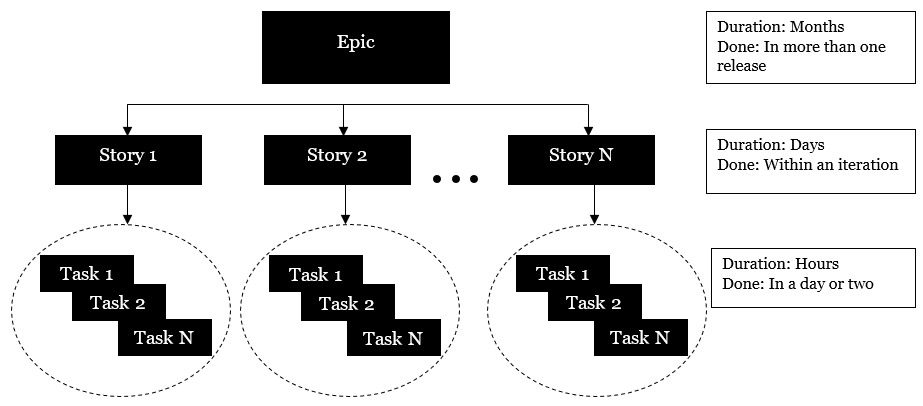 Epic
Duration: Months
Done: In more than one
release
Story 1
Story 2
Story N
Duration: Days
Done: Within an iteration
Task 1
Task 2
Task N
Task 1
Task 2
Task N
Task 1
Task 2
Task N
Duration: Hours
Done: In a day or two